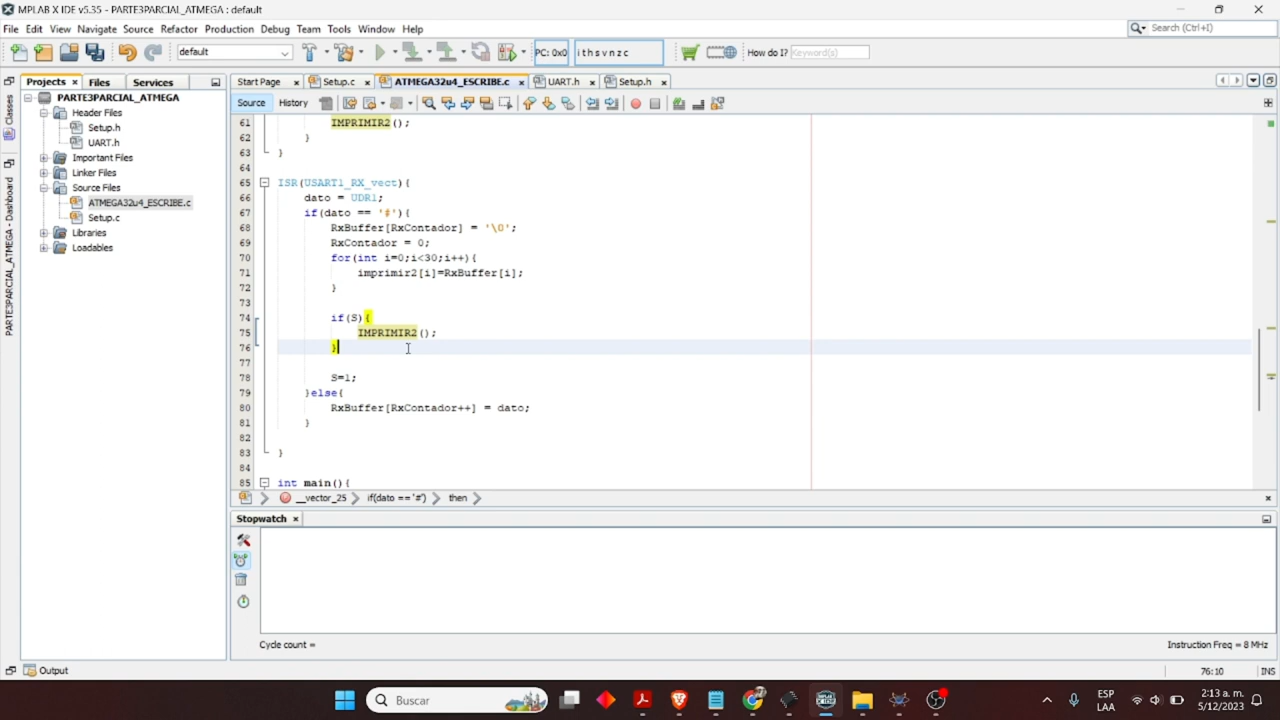 MPLAB X IDE v5.35 - PARTE3PARCIAL_ATMEGA : default
File Edit View Navigate Source Refactor Production Debug Team Tools Window Help
Search (Ctrl+I)
default
PC: 0x0
i t h s v n z c
How do I?
Keyword(s)
Projects
Files
Services
Start Page
Setup.c
ATMEGA32u4_ESCRIBE.c
UART.h
Setup.h
Classes
PARTE3PARCIAL_ATMEGA - Dashboard
PARTE3PARCIAL_ATMEGA
Header Files
Setup.h
UART.h
Important Files
Linker Files
Source Files
ATMEGA32u4_ESCRIBE.c
Setup.c
Libraries
Loadables
Source
History
61 IMPRIMIR2();
62 }
63 }
64
65 ISR(USART1_RX_vect){
66 dato = UDR1;
67 if(dato == '#'){
68 RxBuffer[RxContador] = '\0';
69 RxContador = 0;
70 for(int i=0;i<30;i++){
71 imprimir2[i]=RxBuffer[i];
72 }
73
74 if(S){
75 IMPRIMIR2();
76 }
77
78 S=1;
79 }else{
80 RxBuffer[RxContador++] = dato;
81 }
82
83 }
84
85 int main(){
__vector_25
if(dato == '#')
then
Stopwatch
Cycle count =
Instruction Freq = 8 MHz
Output
76:10
INS
Buscar
ESP
LAA
2:13 a. m.
5/12/2023